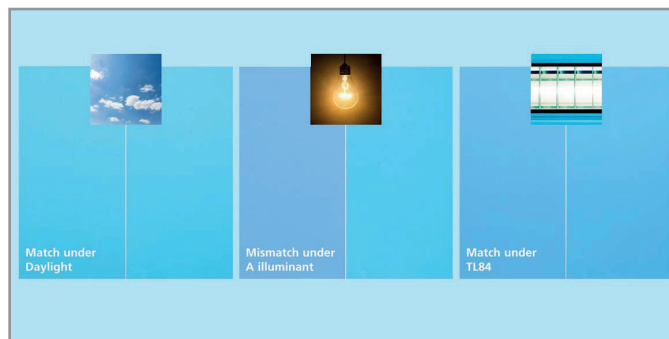 Match under
Daylight
Mismatch under
A illuminant
Match under
TL84